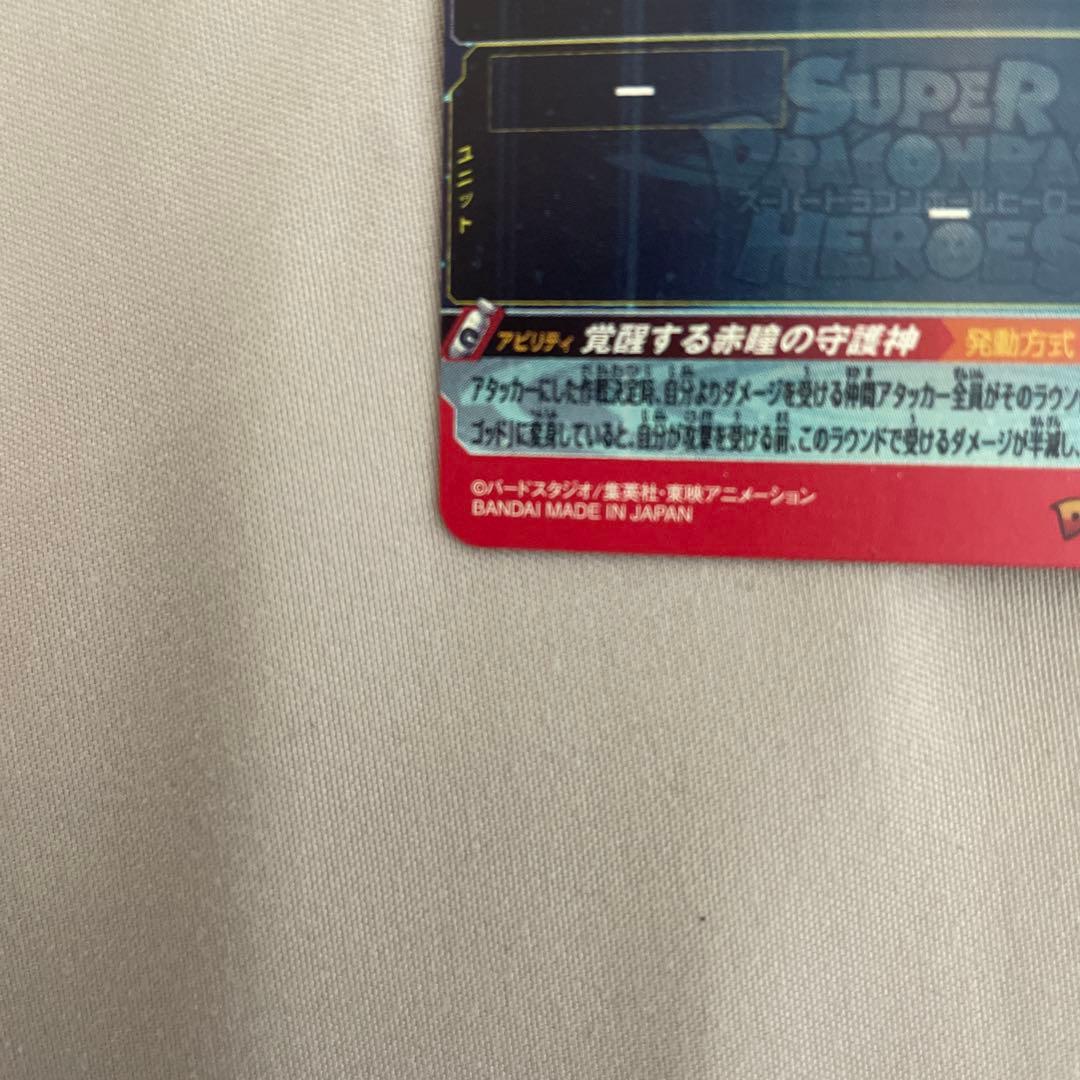 SUPER
DRAGONBA
スーパードラゴンボールヒーロー
HEROES
ユニット
アビリティ 覚醒する赤瞳の守護神 発動方式
アタッカーにした作戦決定時、自分よりダメージを受ける仲間アタッカー全員がそのラウン
ゴッド」に変身していると、自分が攻撃を受ける前、このラウンドで受けるダメージが半減し、
©バードスタジオ/集英社・東映アニメーション
BANDAI MADE IN JAPAN